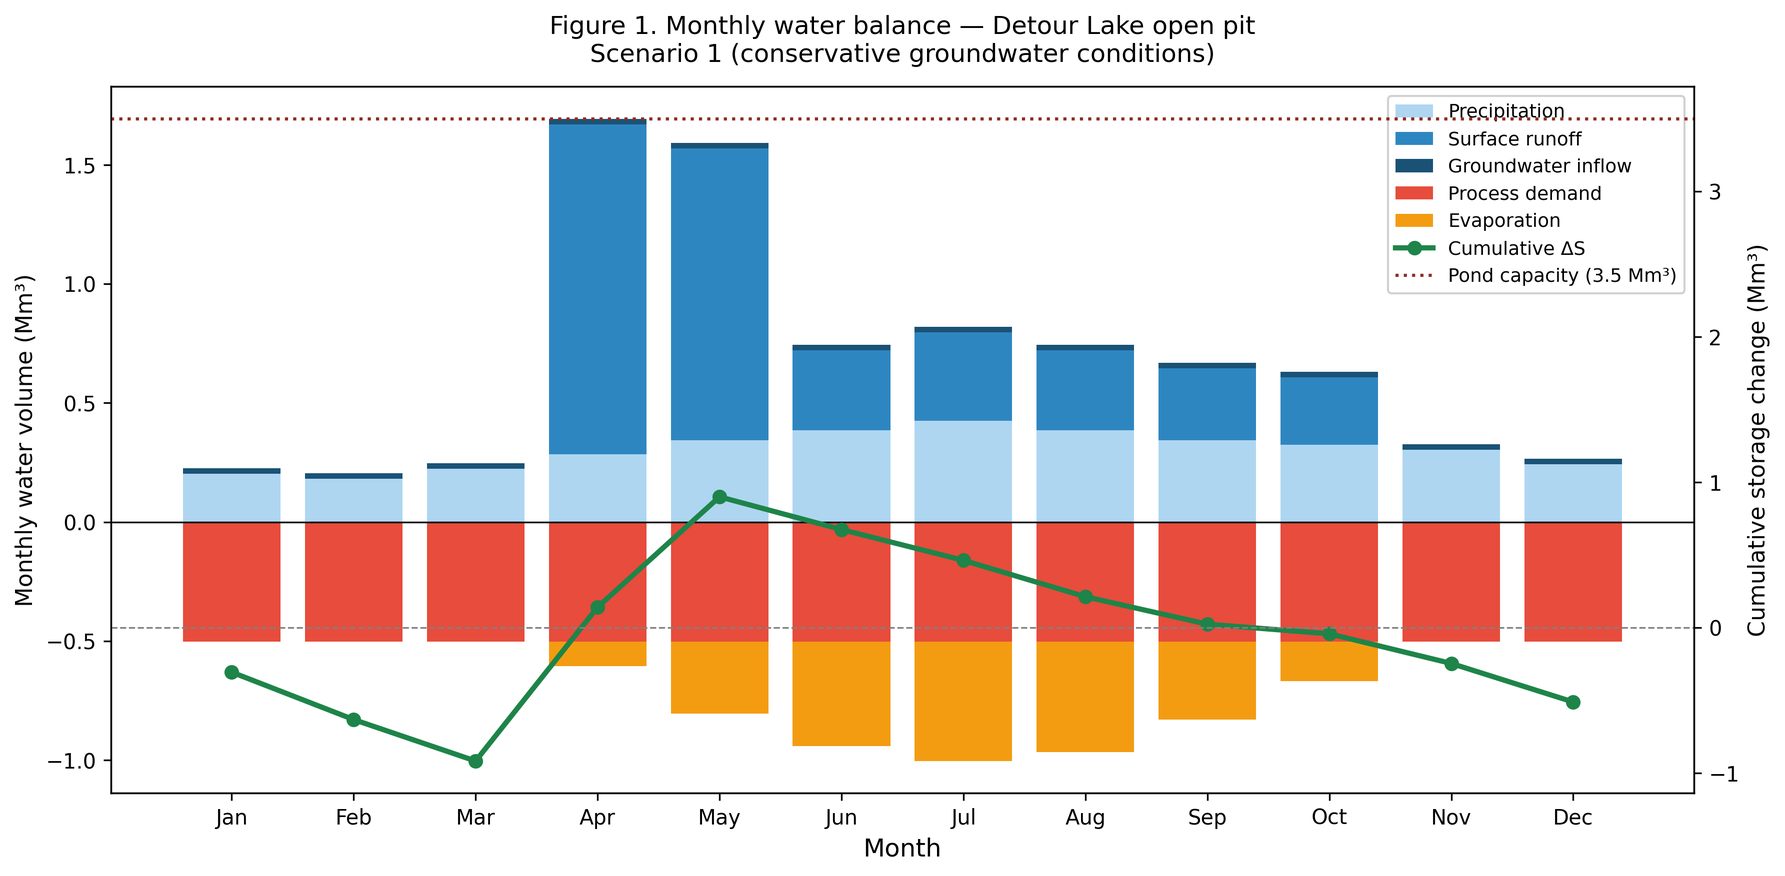 Figure 1. Monthly water balance — Detour Lake open pit
Scenario 1 (conservative groundwater conditions)
Monthly water volume (Mm³)
1.5
1.0
0.5
0.0
−0.5
−1.0
Precipitation
Surface runoff
Groundwater inflow
Process demand
Evaporation
Cumulative ΔS
Pond capacity (3.5 Mm³)
3
2
1
0
−1
Cumulative storage change (Mm³)
Jan Feb Mar Apr May Jun Jul Aug Sep Oct Nov Dec
Month